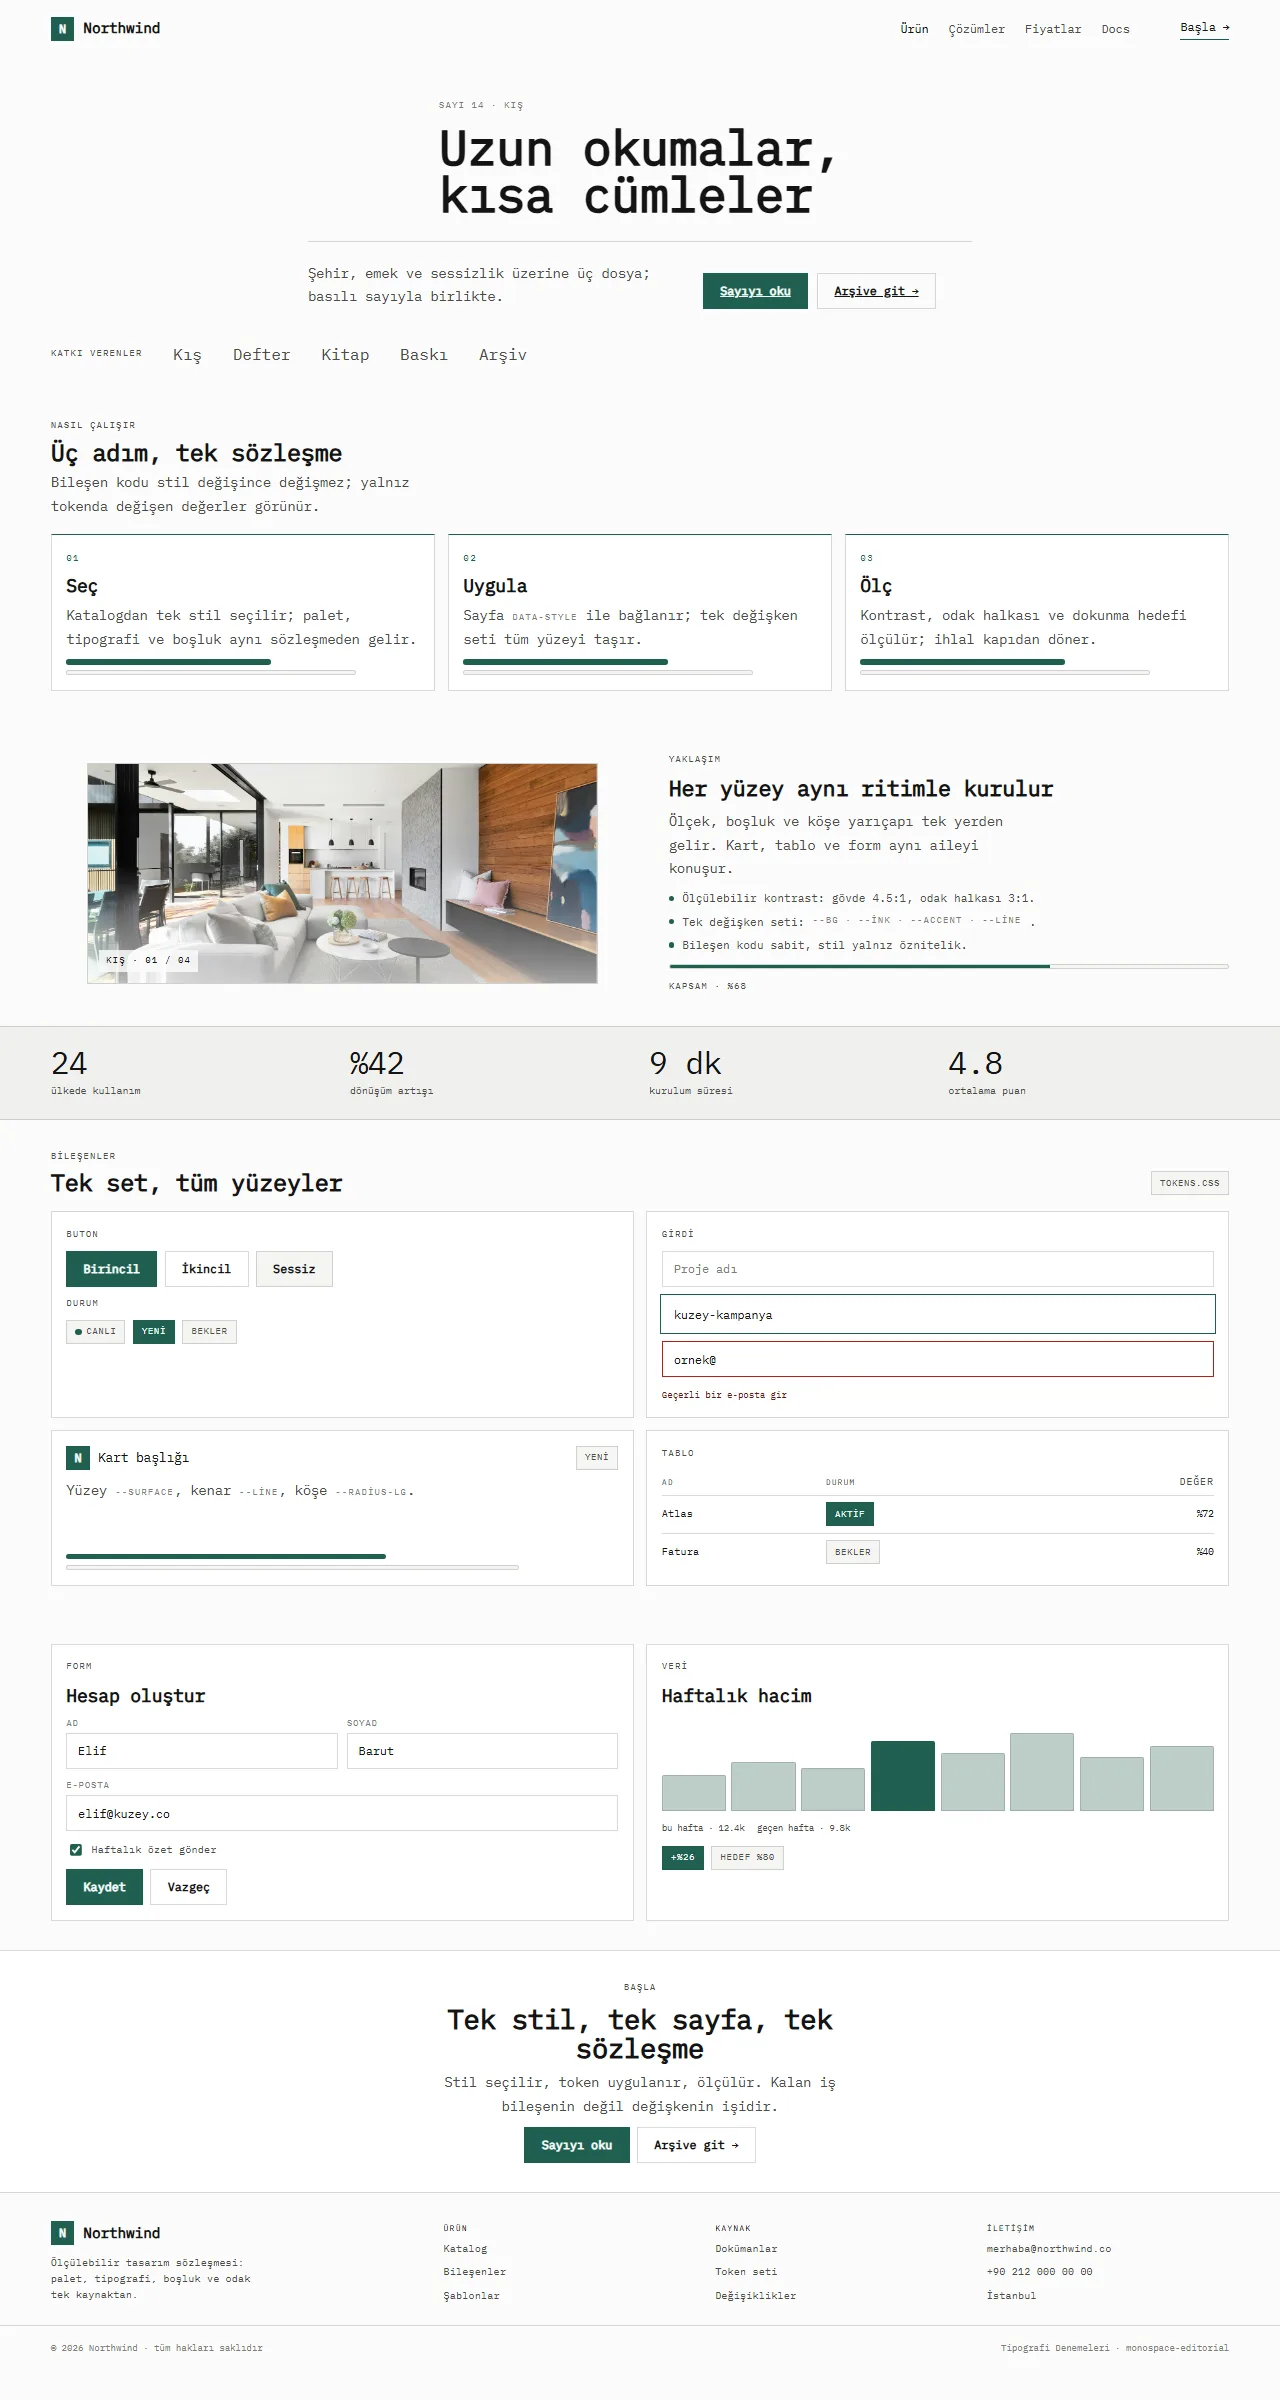 N Northwind
Ürün Çözümler Fiyatlar Docs Başla →
SAYI 14 · KIŞ
Uzun okumalar,
kısa cümleler
Şehir, emek ve sessizlik üzerine üç dosya;
basılı sayıyla birlikte.
Sayıyı oku Arşive git →
KATKI VERENLER Kış Defter Kitap Baskı Arşiv
NASIL ÇALIŞIR
Üç adım, tek sözleşme
Bileşen kodu stil değişince değişmez; yalnız
tokenda değişen değerler görünür.
01
Seç
Katalogdan tek stil seçilir; palet,
tipografi ve boşluk aynı sözleşmeden gelir.
02
Uygula
Sayfa DATA-STYLE ile bağlanır; tek değişken
seti tüm yüzeyi taşır.
03
Ölç
Kontrast, odak halkası ve dokunma hedefi
ölçülür; ihlal kapıdan döner.
KIŞ · 01 / 04
YAKLAŞIM
Her yüzey aynı ritimle kurulur
Ölçek, boşluk ve köşe yarıçapı tek yerden
gelir. Kart, tablo ve form aynı aileyi
konuşur.
Ölçülebilir kontrast: gövde 4.5:1, odak halkası 3:1.
Tek değişken seti: --BG · --İNK · --ACCENT · --LİNE .
Bileşen kodu sabit, stil yalnız öznitelik.
KAPSAM · %68
24
ülkede kullanım
%42
dönüşüm artışı
9 dk
kurulum süresi
4.8
ortalama puan
BİLEŞENLER
Tek set, tüm yüzeyler
TOKENS.CSS
BUTON
Birincil İkincil Sessiz
DURUM
CANLI YENİ BEKLER
GİRDİ
Proje adı
kuzey-kampanya
ornek@
Geçerli bir e-posta gir
N Kart başlığı YENİ
Yüzey --SURFACE, kenar --LİNE, köşe --RADİUS-LG.
TABLO
AD DURUM DEĞER
Atlas AKTİF %72
Fatura BEKLER %40
FORM
Hesap oluştur
AD SOYAD
Elif Barut
E-POSTA
elif@kuzey.co
Haftalık özet gönder
Kaydet Vazgeç
VERİ
Haftalık hacim
bu hafta · 12.4k geçen hafta · 9.8k
+%26 HEDEF %80
BAŞLA
Tek stil, tek sayfa, tek
sözleşme
Stil seçilir, token uygulanır, ölçülür. Kalan iş
bileşenin değil değişkenin işidir.
Sayıyı oku Arşive git →
N Northwind
Ölçülebilir tasarım sözleşmesi:
palet, tipografi, boşluk ve odak
tek kaynaktan.
ÜRÜN
Katalog
Bileşenler
Şablonlar
KAYNAK
Dokümanlar
Token seti
Değişiklikler
İLETİŞİM
merhaba@northwind.co
+90 212 000 00 00
İstanbul
© 2026 Northwind · tüm hakları saklıdır
Tipografi Denemeleri · monospace-editorial